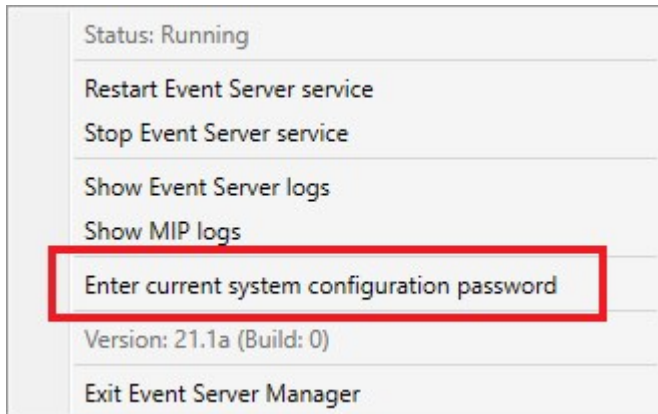 Status: Running
Restart Event Server service
Stop Event Server service
Show Event Server logs
Show MIP logs
Enter current system configuration password
Version: 21.1a (Build: 0)
Exit Event Server Manager